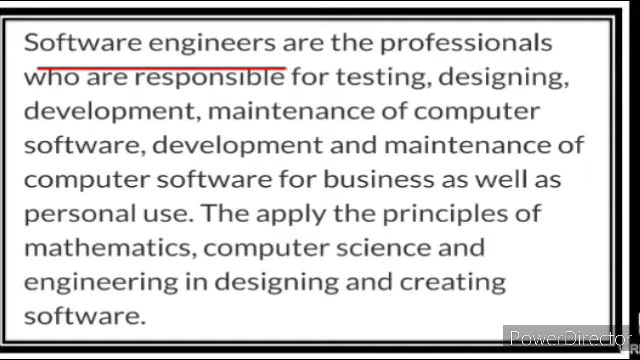 Software engineers are the professionals
who are responsible for testing, designing,
development, maintenance of computer
software, development and maintenance of
computer software for business as well as
personal use. The apply the principles of
mathematics, computer science and
engineering in designing and creating
software.
PowerDirector